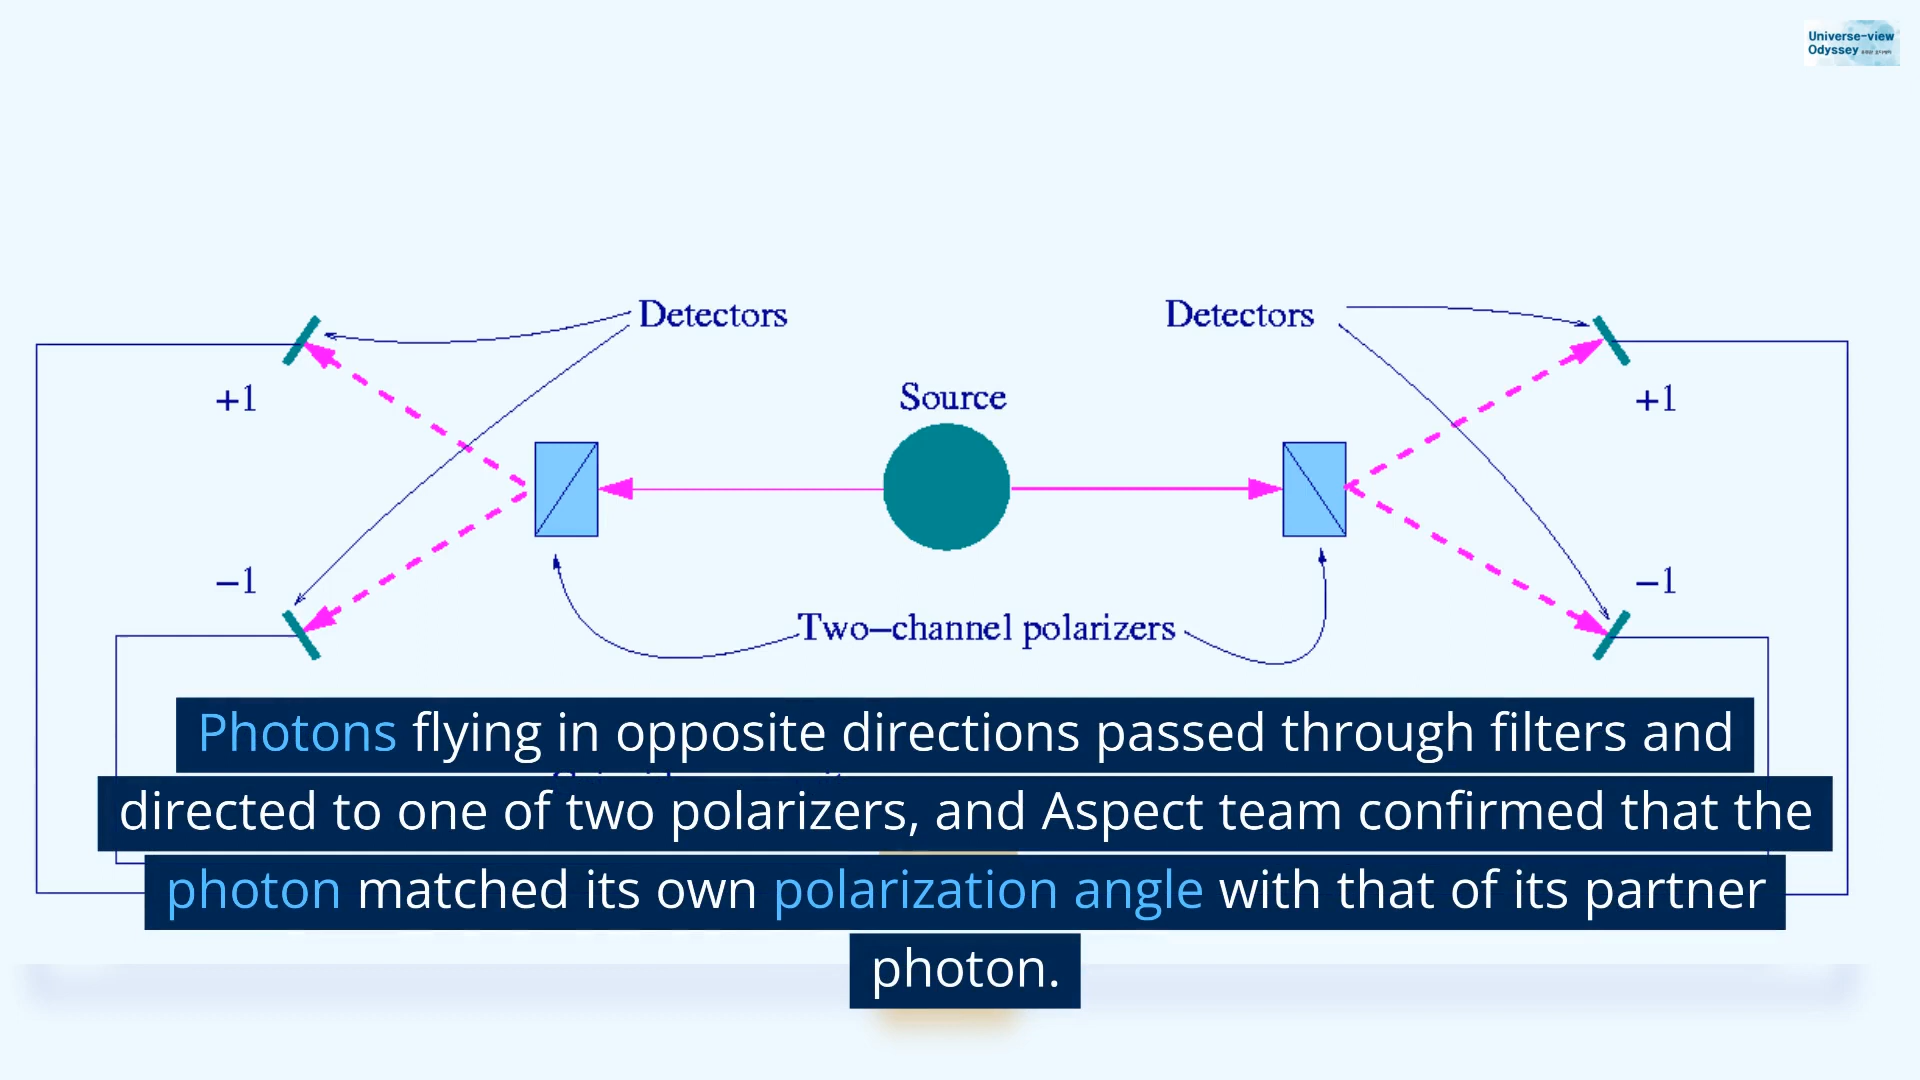 Universe-view
Odyssey
Detectors
Detectors
Source
+1
+1
−1
−1
Two−channel polarizers
Photons flying in opposite directions passed through filters and
directed to one of two polarizers, and Aspect team confirmed that the
photon matched its own polarization angle with that of its partner
photon.